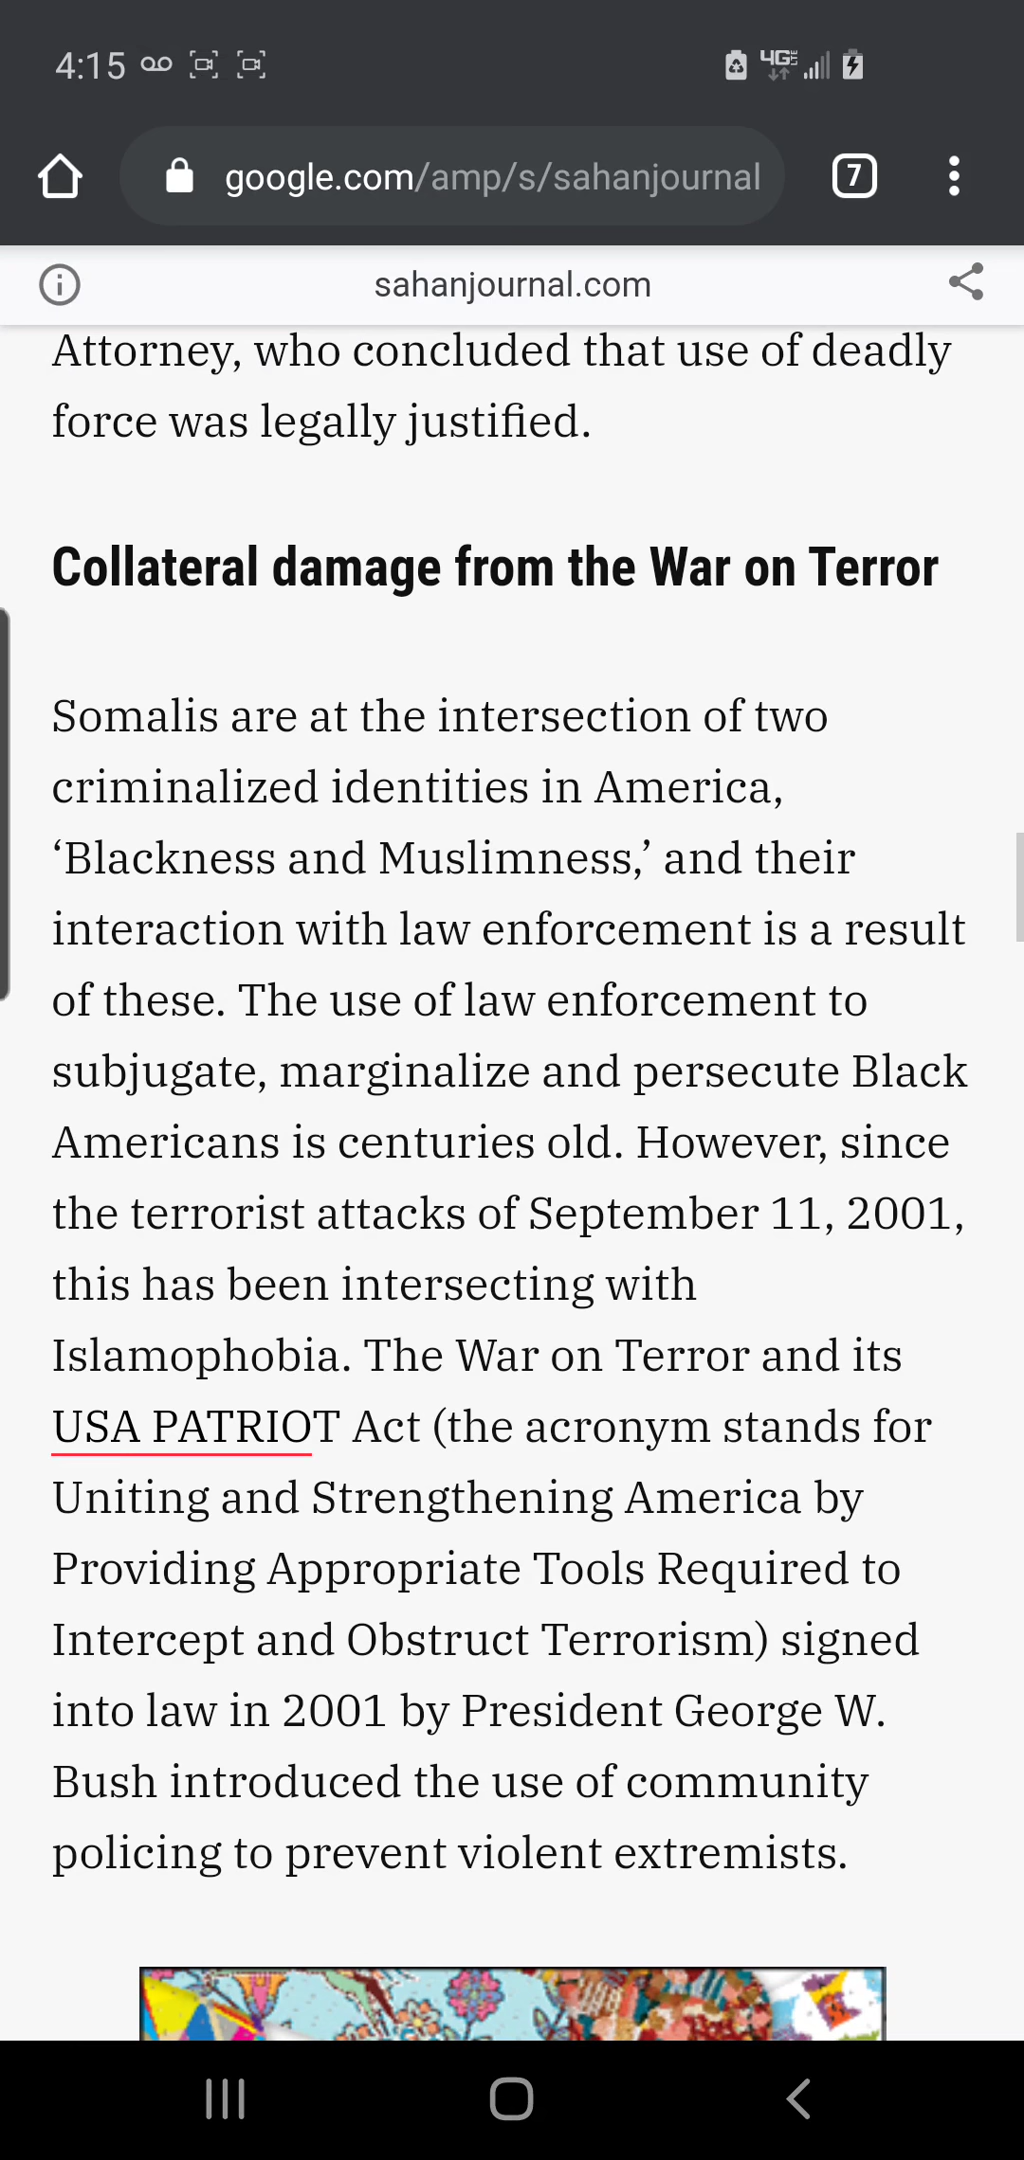 4:15
4G LTE
google.com/amp/s/sahanjournal
7
sahanjournal.com
Attorney, who concluded that use of deadly
force was legally justified.
Collateral damage from the War on Terror
Somalis are at the intersection of two
criminalized identities in America,
‘Blackness and Muslimness,’ and their
interaction with law enforcement is a result
of these. The use of law enforcement to
subjugate, marginalize and persecute Black
Americans is centuries old. However, since
the terrorist attacks of September 11, 2001,
this has been intersecting with
Islamophobia. The War on Terror and its
USA PATRIOT Act (the acronym stands for
Uniting and Strengthening America by
Providing Appropriate Tools Required to
Intercept and Obstruct Terrorism) signed
into law in 2001 by President George W.
Bush introduced the use of community
policing to prevent violent extremists.